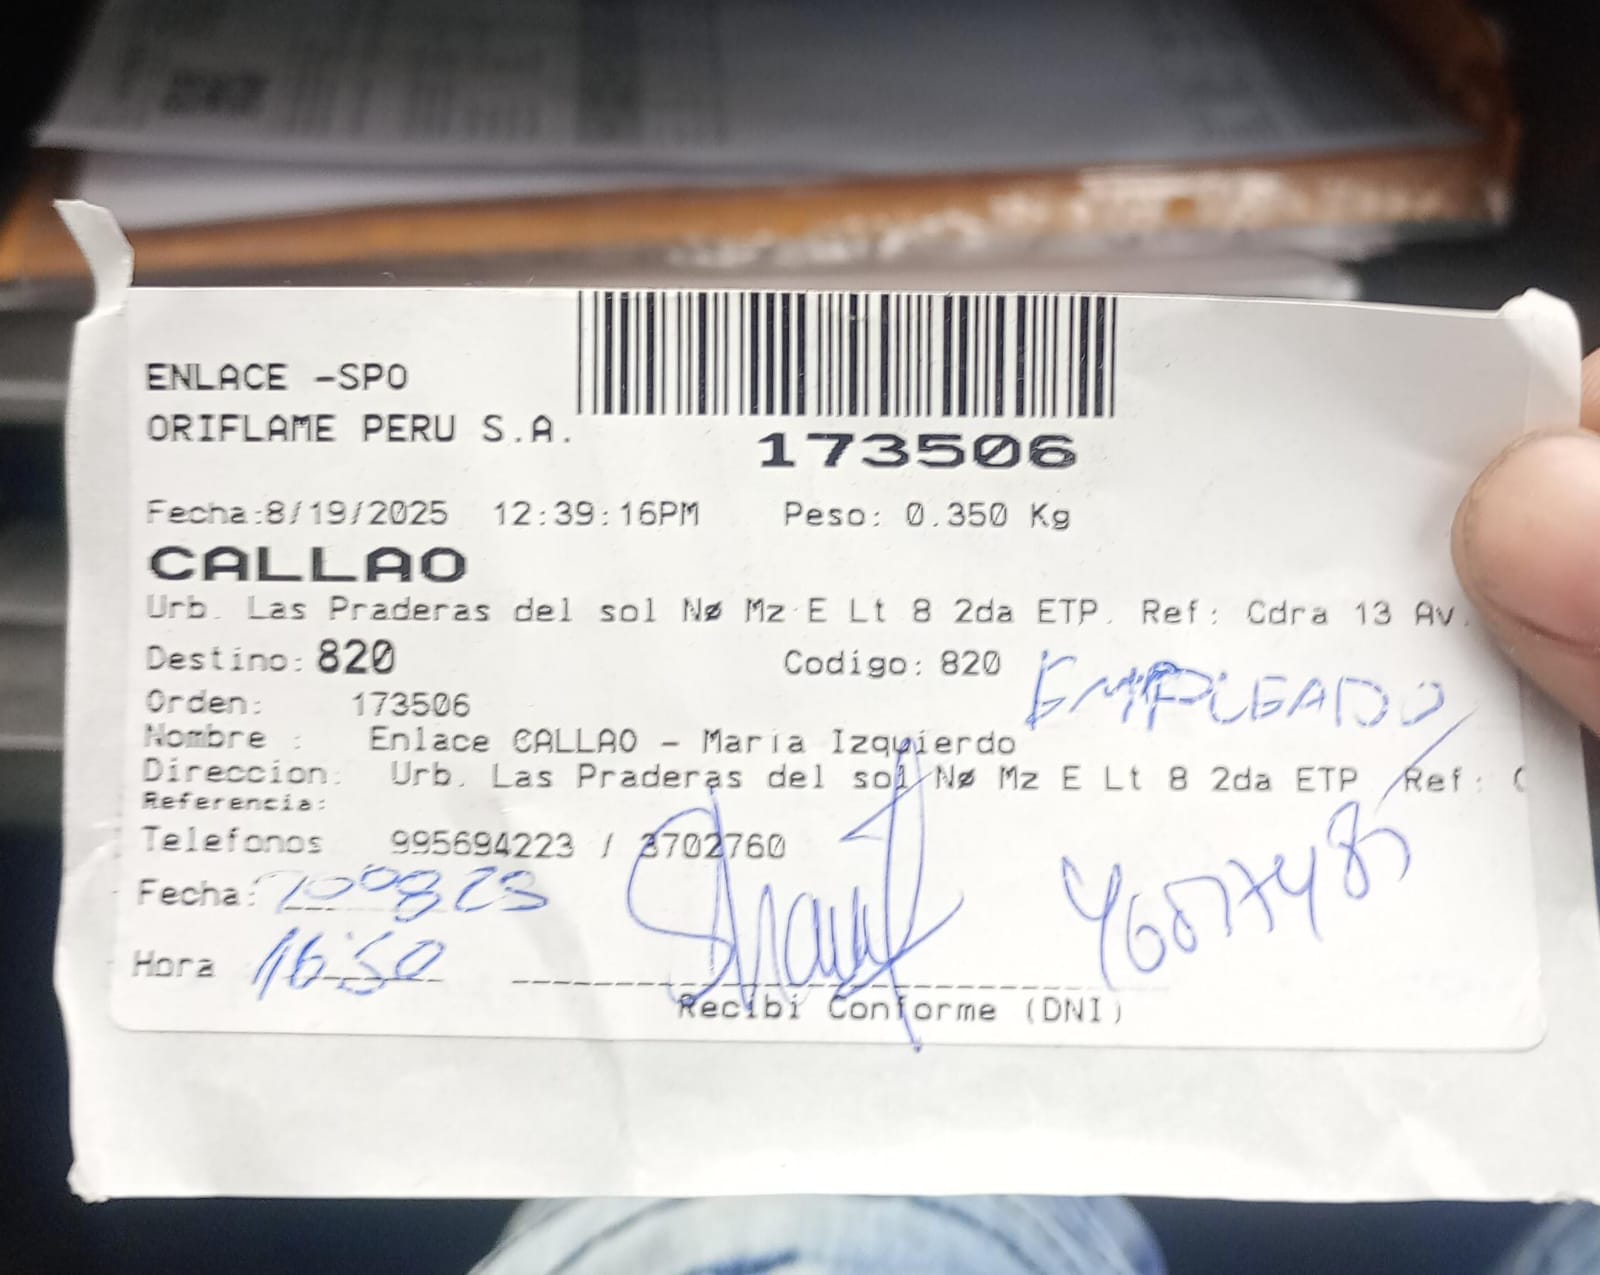 ENLACE -SPO
ORIFLAME PERU S.A.
173506
Fecha:8/19/2025 12:39:16PM Peso: 0.350 Kg
CALLAO
Urb. Las Praderas del sol Nø Mz E Lt 8 2da ETP. Ref: Cdra 13 Av.
Destino: 820 Codigo: 820
EMPLEADO
Orden: 173506
Nombre : Enlace CALLAO - Maria Izquierdo
Direccion: Urb. Las Praderas del sol Nø Mz E Lt 8 2da ETP Ref:
Referencia:
Telefonos 995694223 / 3702760
Fecha:
Hora 16:50
Recibi Conforme (DNI)